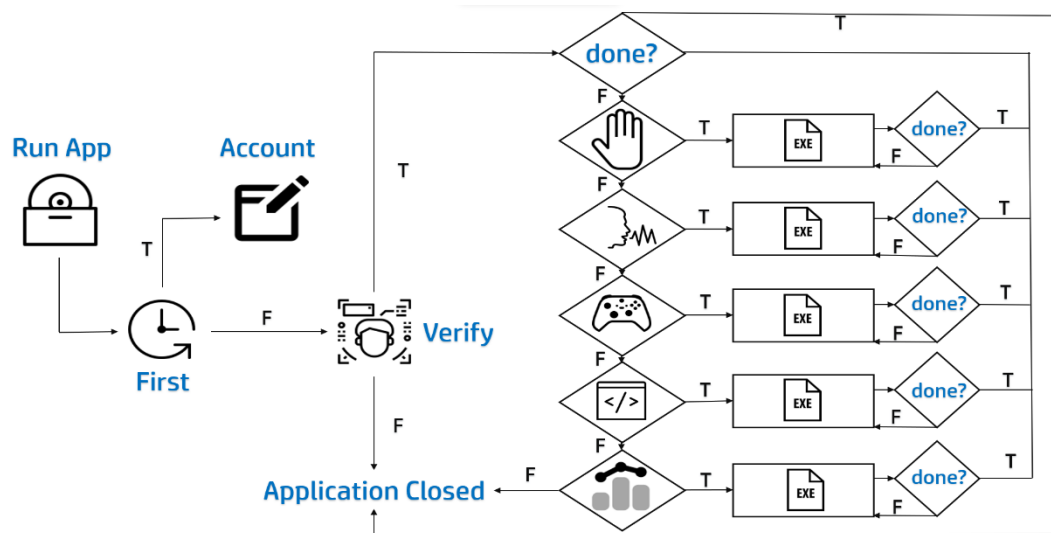 T
done?
F
T
EXE
done?
T
F
Run App
Account
F
T
T
EXE
done?
T
F
T
F
T
EXE
done?
T
F
F
Verify
First
F
T
</>
EXE
done?
T
F
F
F
Application Closed
F
T
EXE
done?
T
F